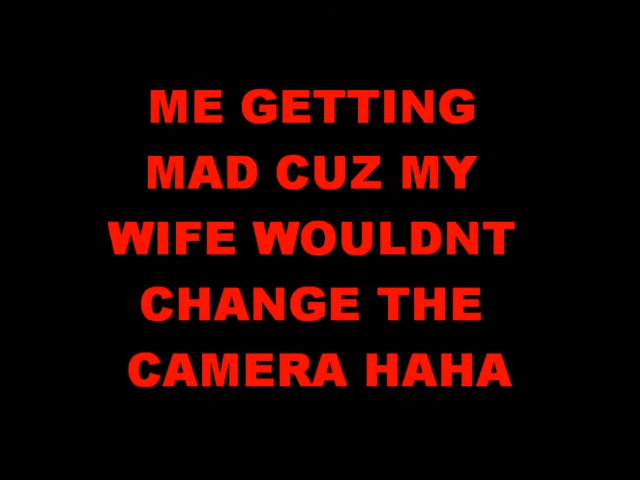 ME GETTING
MAD CUZ MY
WIFE WOULDNT
CHANGE THE
CAMERA HAHA